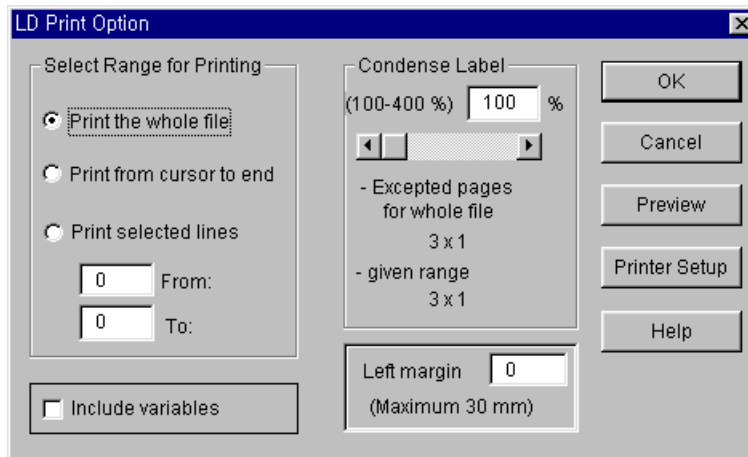 LD Print Option
Select Range for Printing
Print the whole file
Print from cursor to end
Print selected lines
0 From:
0 To:
Include variables
Condense Label
(100-400 %) 100 %
- Excepted pages
for whole file
3 x 1
- given range
3 x 1
Left margin 0
(Maximum 30 mm)
OK
Cancel
Preview
Printer Setup
Help